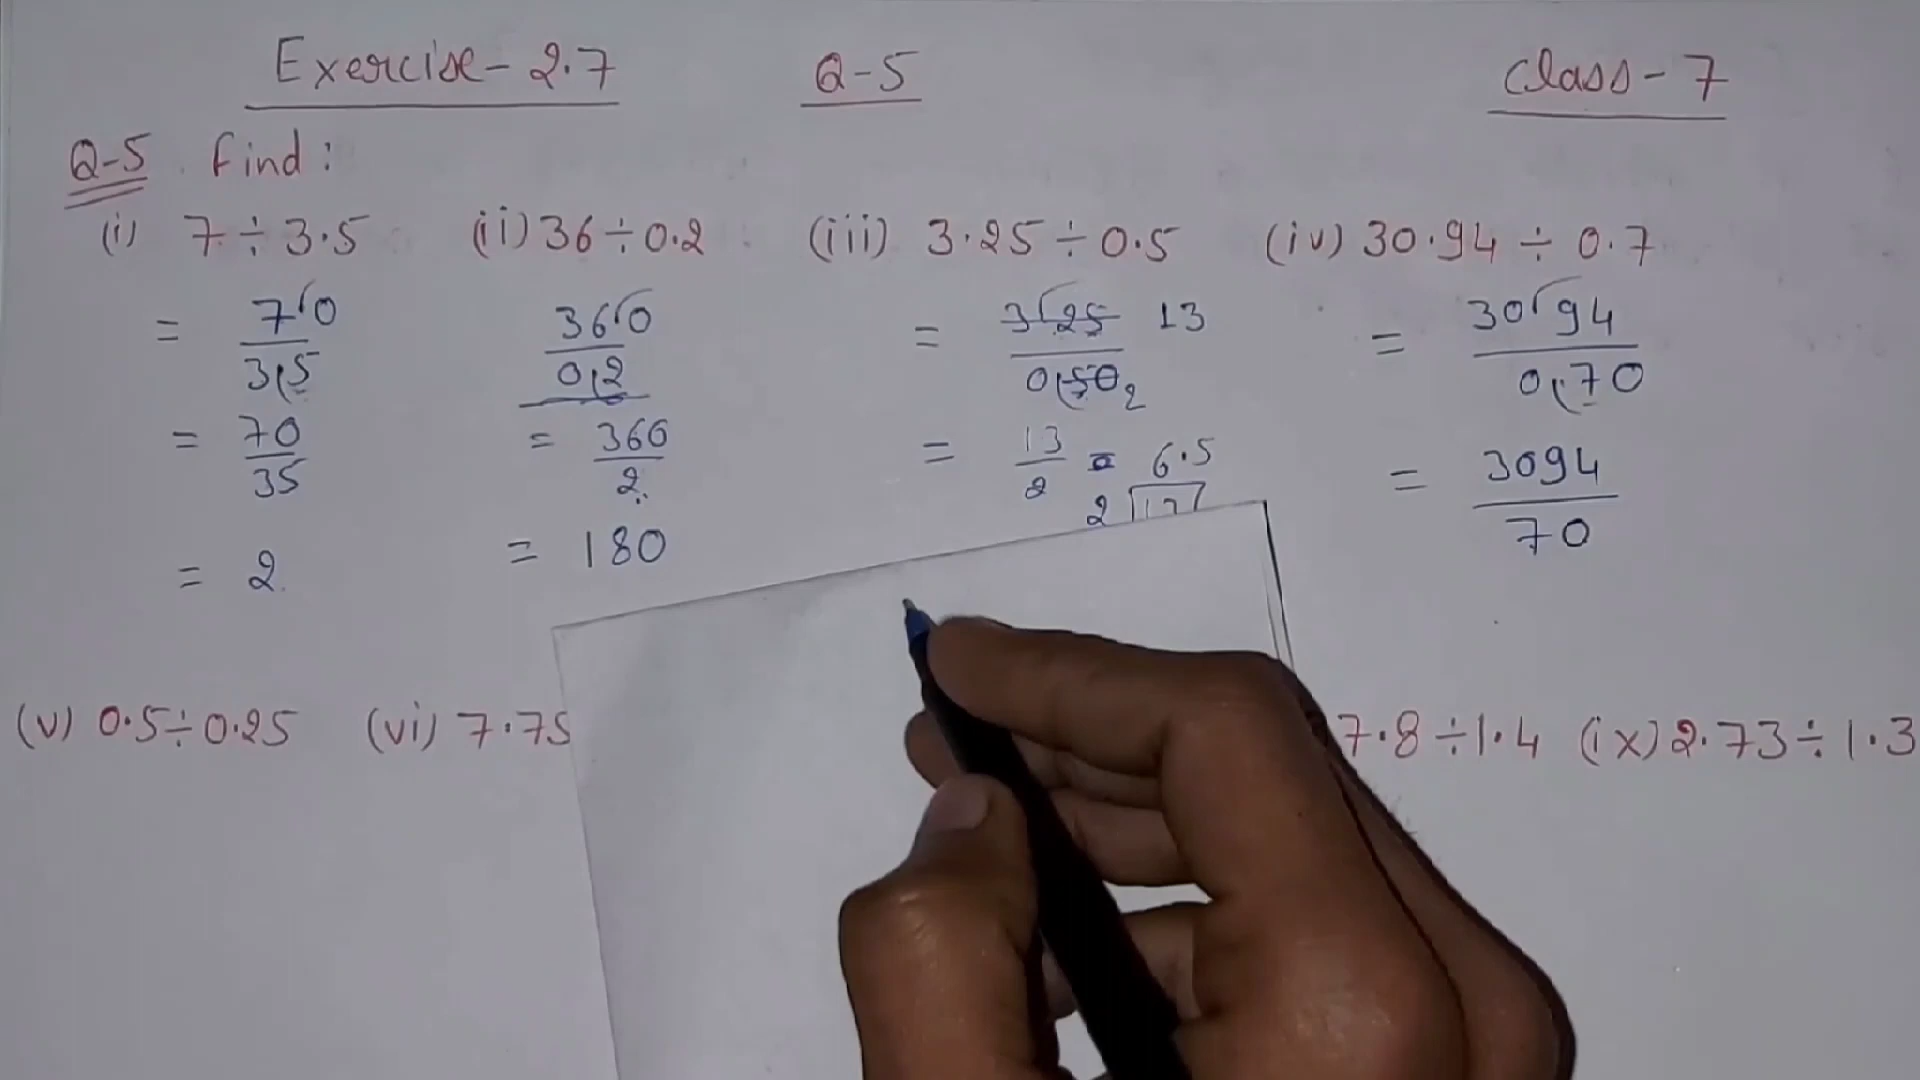 Exercise-2.7 Q-5 Class-7
Q-5. Find:
(i) 7÷3.5 (ii) 36÷0.2 (iii) 3.25÷0.5 (iv) 30.94÷0.7
= 70 360 = 325 13 = 3094
35 02 050 2 070
= 70 = 360 = 13 = 6.5 = 3094
35 2 2 2 70
= 2 = 180
(v) 0.5÷0.25 (vi) 7.75 7.8÷1.4 (ix) 2.73÷1.3